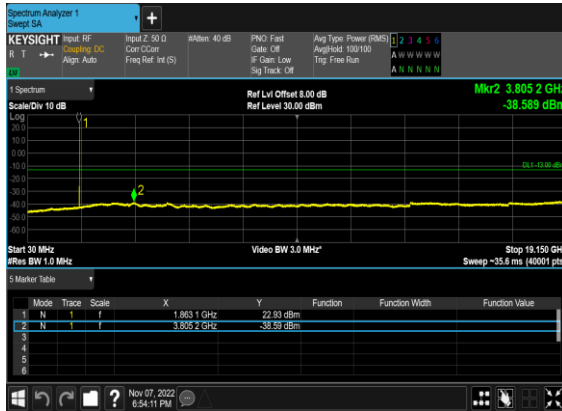 Spectrum Analyzer 1
Swept SA
+
KEYSIGHT Input: RF Input Z: 50 Ω #Atten: 40 dB PNO: Fast Avg Type: Power (RMS) 1 2 3 4 5 6
R T Coupling: DC Corr CCorr Gate: Off Avg|Hold: 100/100 A W W W W W
Align: Auto Freq Ref: Int (S) IF Gain: Low Trig: Free Run
LXI Sig Track: Off A N N N N N
1 Spectrum
Ref Lvl Offset 8.00 dB Mkr2 3.805 2 GHz
Scale/Div 10 dB Ref Level 30.00 dBm -38.589 dBm
Log
20.0
10.0
0.00
-10.0
-20.0
-30.0
-40.0
-50.0
-60.0
1
2
DL1 -13.00 dBm
Start 30 MHz Video BW 3.0 MHz* Stop 19.150 GHz
#Res BW 1.0 MHz Sweep ~35.6 ms (40001 pts)
5 Marker Table
Mode Trace Scale X Y Function Function Width Function Value
1 N 1 f 1.863 1 GHz 22.93 dBm
2 N 1 f 3.805 2 GHz -38.59 dBm
3
4
5
6
? Nov 07, 2022
6:54:11 PM